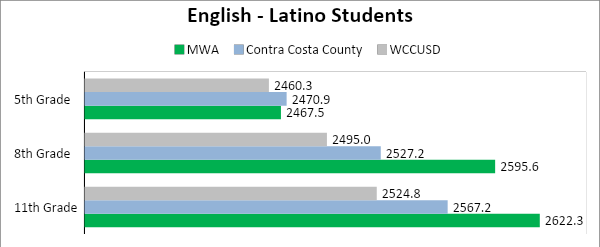 English - Latino Students
MWA Contra Costa County WCCUSD
2460.3
5th Grade 2470.9
2467.5
2495.0
8th Grade 2527.2
2595.6
2524.8
11th Grade 2567.2
2622.3